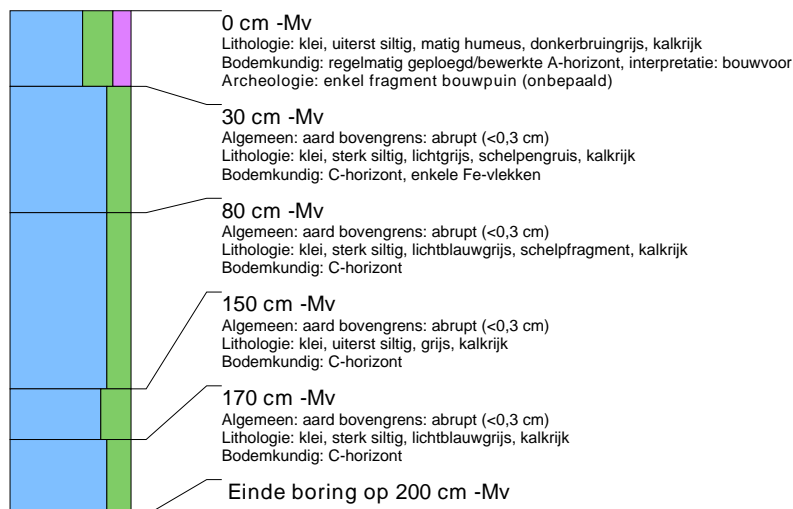 0 cm -Mv
Lithologie: klei, uiterst siltig, matig humeus, donkerbruingrijs, kalkrijk
Bodemkundig: regelmatig geploegd/bewerkte A-horizont, interpretatie: bouwvoor
Archeologie: enkel fragment bouwpuin (onbepaald)
30 cm -Mv
Algemeen: aard bovengrens: abrupt (<0,3 cm)
Lithologie: klei, sterk siltig, lichtgrijs, schelpengruis, kalkrijk
Bodemkundig: C-horizont, enkele Fe-vlekken
80 cm -Mv
Algemeen: aard bovengrens: abrupt (<0,3 cm)
Lithologie: klei, sterk siltig, lichtblauwgrijs, schelpfragment, kalkrijk
Bodemkundig: C-horizont
150 cm -Mv
Algemeen: aard bovengrens: abrupt (<0,3 cm)
Lithologie: klei, uiterst siltig, grijs, kalkrijk
Bodemkundig: C-horizont
170 cm -Mv
Algemeen: aard bovengrens: abrupt (<0,3 cm)
Lithologie: klei, sterk siltig, lichtblauwgrijs, kalkrijk
Bodemkundig: C-horizont
Einde boring op 200 cm -Mv